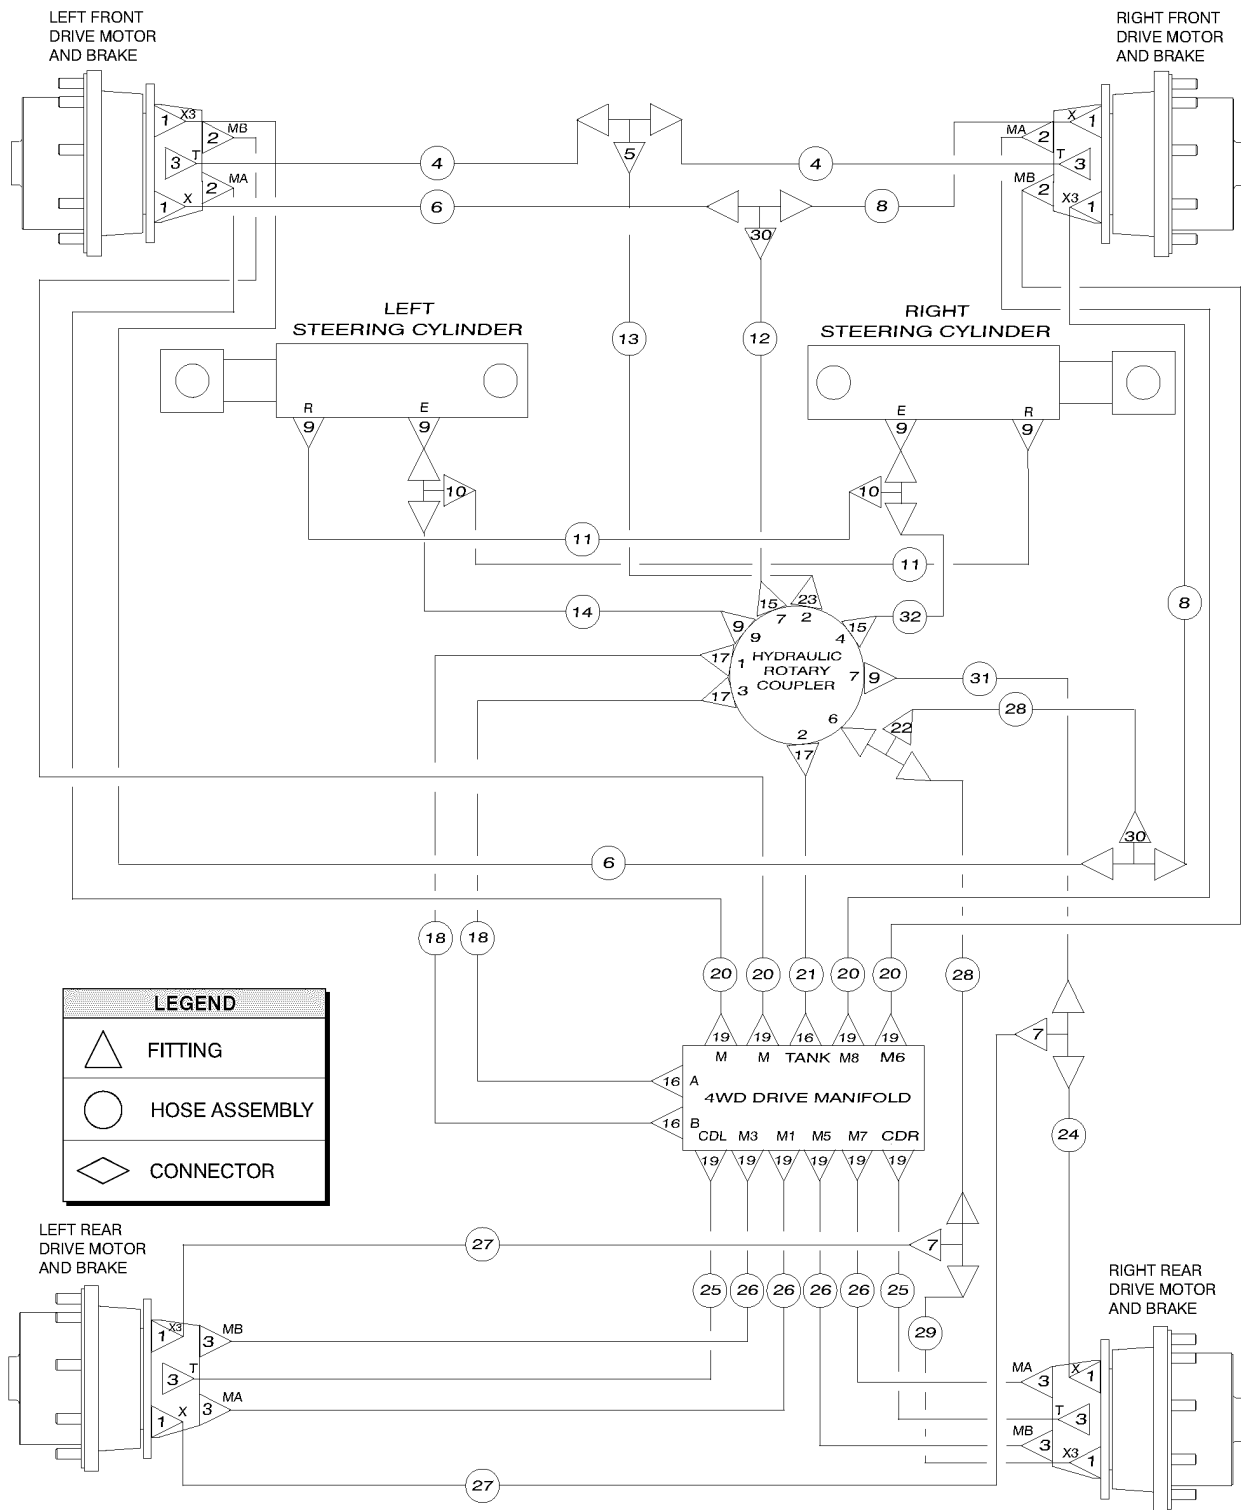 LEFT FRONT
DRIVE MOTOR
AND BRAKE
RIGHT FRONT
DRIVE MOTOR
AND BRAKE
1 X3
2 MB
3 T
2 MA
1 X
4
5
4
6
30
8
MA 2
X 1
T 3
MB 2
X3 1
LEFT
STEERING CYLINDER
RIGHT
STEERING CYLINDER
13
12
R
E
9
9
E
R
9
9
10
10
11
11
8
14
15
7
23
2
15
4
32
9
9
17
1
17
3
HYDRAULIC
ROTARY
COUPLER
7
9
31
6
22
28
2
17
30
6
18
18
20
20
21
20
20
28
LEGEND
FITTING
HOSE ASSEMBLY
CONNECTOR
19
19
16
19
19
M
M
TANK
M8
M6
7
16 A
16 B
4WD DRIVE MANIFOLD
CDL
M3
M1
M5
M7
CDR
19
19
19
19
19
19
24
LEFT REAR
DRIVE MOTOR
AND BRAKE
27
7
RIGHT REAR
DRIVE MOTOR
AND BRAKE
25
26
26
26
26
25
29
1 X3
3 MB
3 T
3 MA
1 X
MA 3
X 1
T 3
MB 3
X3 1
27